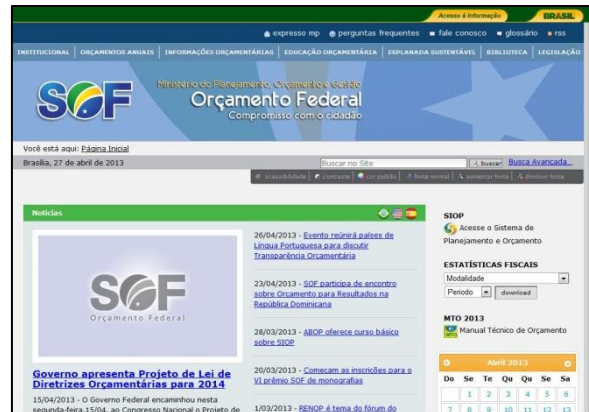 Acesso à Informação BRASIL
expresso mp perguntas frequentes fale conosco glossário rss
INSTITUCIONAL ORÇAMENTOS ANUAIS INFORMAÇÕES ORÇAMENTÁRIAS EDUCAÇÃO ORÇAMENTÁRIA ESPLANADA SUSTENTÁVEL BIBLIOTECA LEGISLAÇÃO
SOF
Ministério do Planejamento, Orçamento e Gestão
Orçamento Federal
Compromisso com o cidadão
Você está aqui: Página Inicial
Brasília, 27 de abril de 2013
Buscar no Site buscar Busca Avançada...
acessibilidade contraste cor padrão fonte normal aumentar fonte diminuir fonte
Notícias
SOF
Orçamento Federal
Governo apresenta Projeto de Lei de
Diretrizes Orçamentárias para 2014
15/04/2013 - O Governo Federal encaminhou nesta
segunda-feira,15/04, ao Congresso Nacional o Projeto de
26/04/2013 - Evento reúnirá países de
Língua Portuguesa para discutir
Transparência Orçamentária
23/04/2013 - SOF participa de encontro
sobre Orçamento para Resultados na
República Dominicana
28/03/2013 - ABOP oferece curso básico
sobre SIOP
20/03/2013 - Começam as inscrições para o
VI prêmio SOF de monografias
1/03/2013 - RENOP é tema do fórum do
SIOP
Acesse o Sistema de
Planejamento e Orçamento
ESTATÍSTICAS FISCAIS
Modalidade
Periodo download
MTO 2013
Manual Técnico de Orçamento
Abril 2013
Do Se Te Qu Qu Se Sa
1 2 3 4 5 6
7 8 9 10 11 12 13